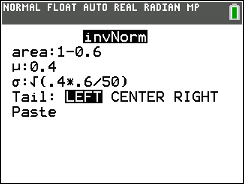 NORMAL FLOAT AUTO REAL RADIAN MP
invNorm
area:1-0.6
μ:0.4
σ:√(.4*.6/50)
Tail: LEFT CENTER RIGHT
Paste